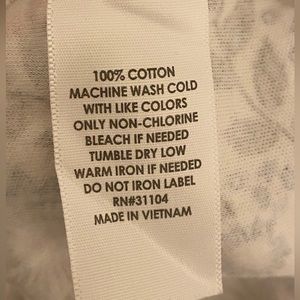 100% COTTON
MACHINE WASH COLD
WITH LIKE COLORS
ONLY NON-CHLORINE
BLEACH IF NEEDED
TUMBLE DRY LOW
WARM IRON IF NEEDED
DO NOT IRON LABEL
RN#31104
MADE IN VIETNAM